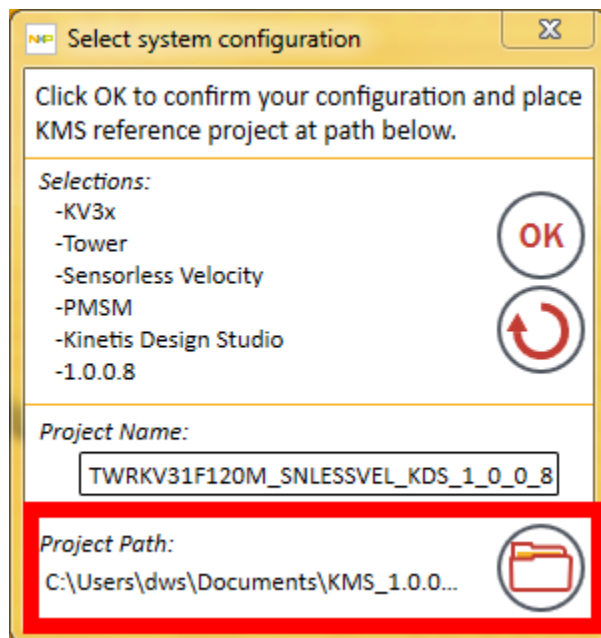 NXP Select system configuration
Click OK to confirm your configuration and place
KMS reference project at path below.
Selections:
-KV3x
-Tower
-Sensorless Velocity
-PMSM
-Kinetis Design Studio
-1.0.0.8
OK
Project Name:
TWRKV31F120M_SNLESSVEL_KDS_1_0_0_8
Project Path:
C:\Users\dws\Documents\KMS_1.0.0...